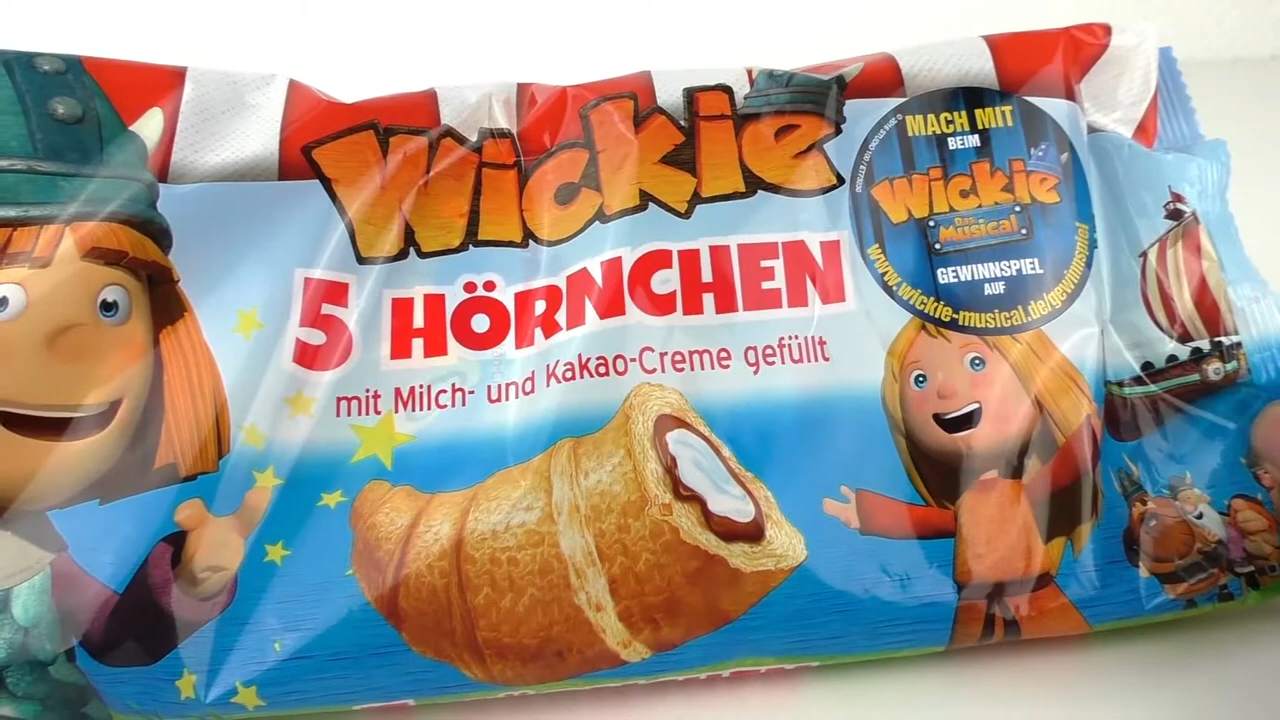 Wickie
5 HÖRNCHEN
mit Milch- und Kakao-Creme gefüllt
MACH MIT
BEIM
Wickie
Das
Musical
GEWINNSPIEL
AUF
www.wickie-musical.de/gewinnspiel